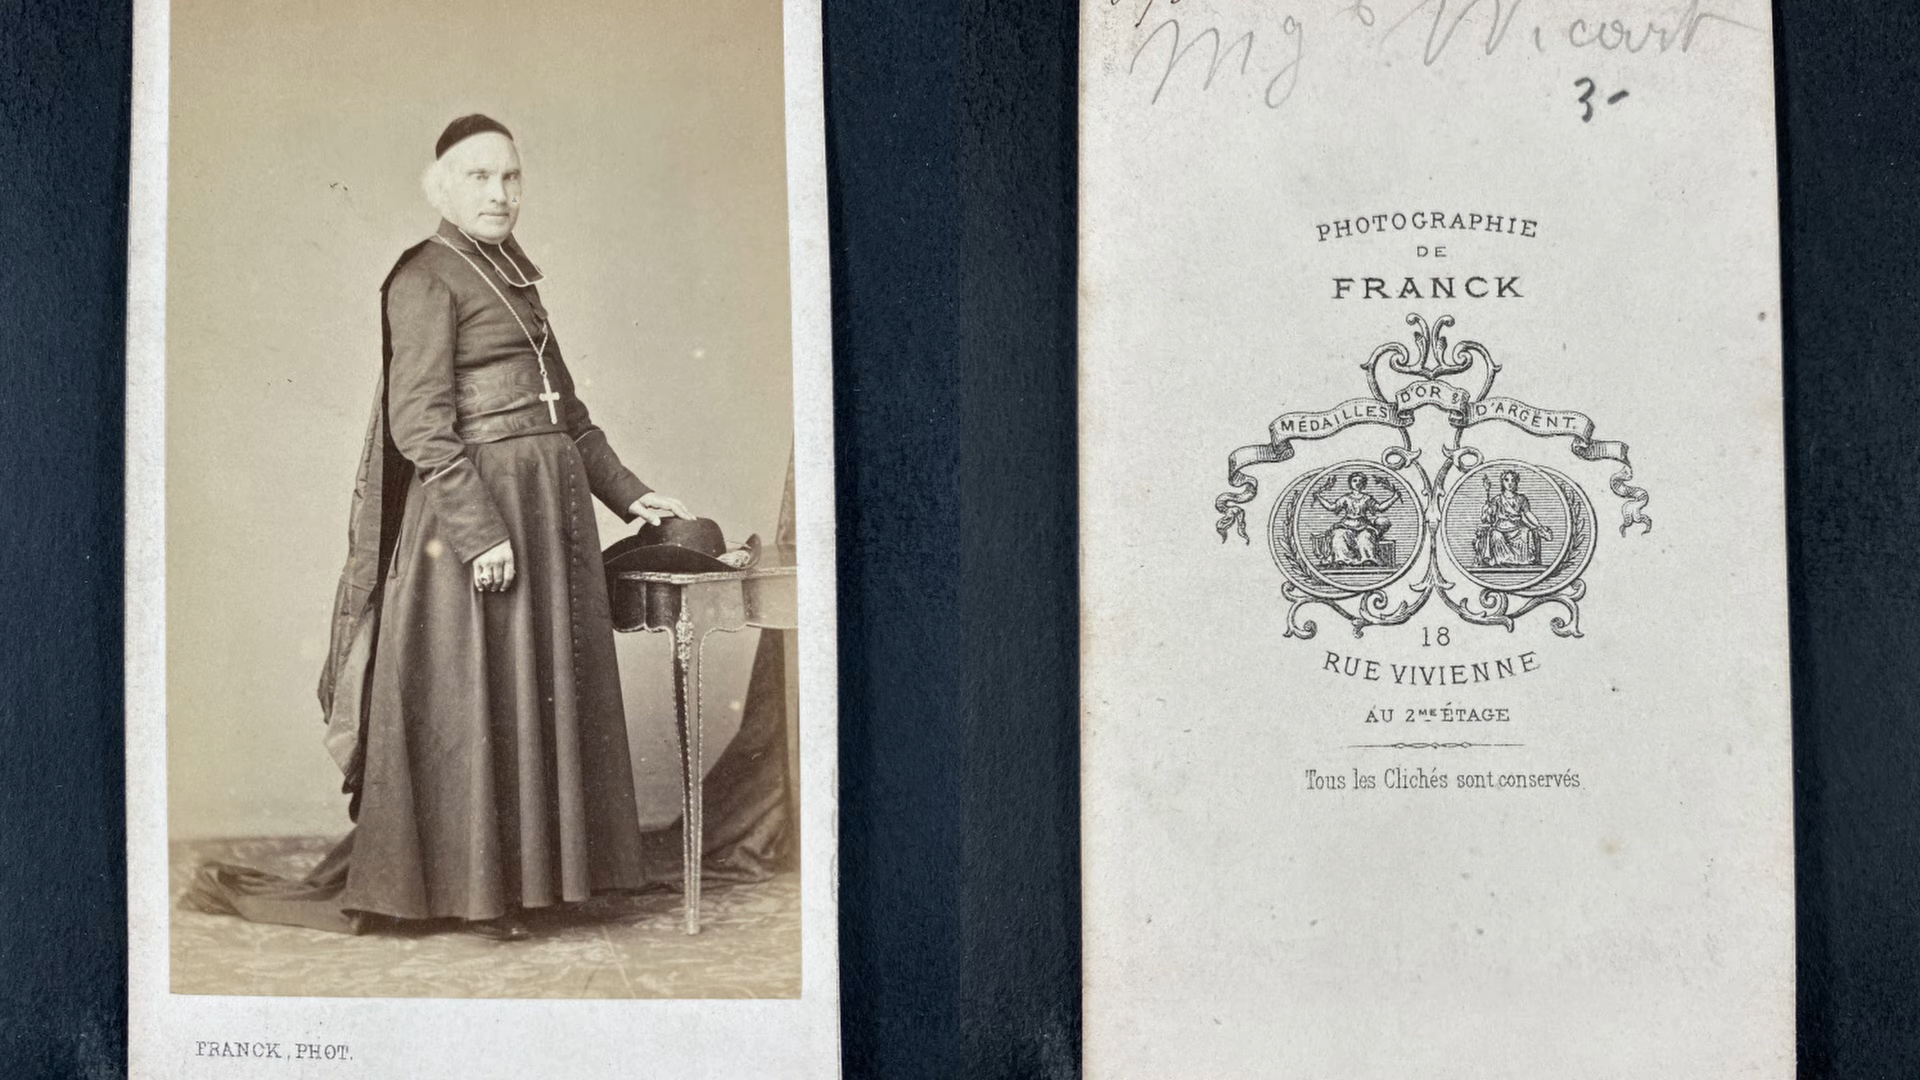 FRANCK, PHOT.
Mgr Wicart
3-
PHOTOGRAPHIE
DE
FRANCK
MÉDAILLES D'OR & D'ARGENT.
18
RUE VIVIENNE
AU 2ME ÉTAGE
Tous les Clichés sont conservés